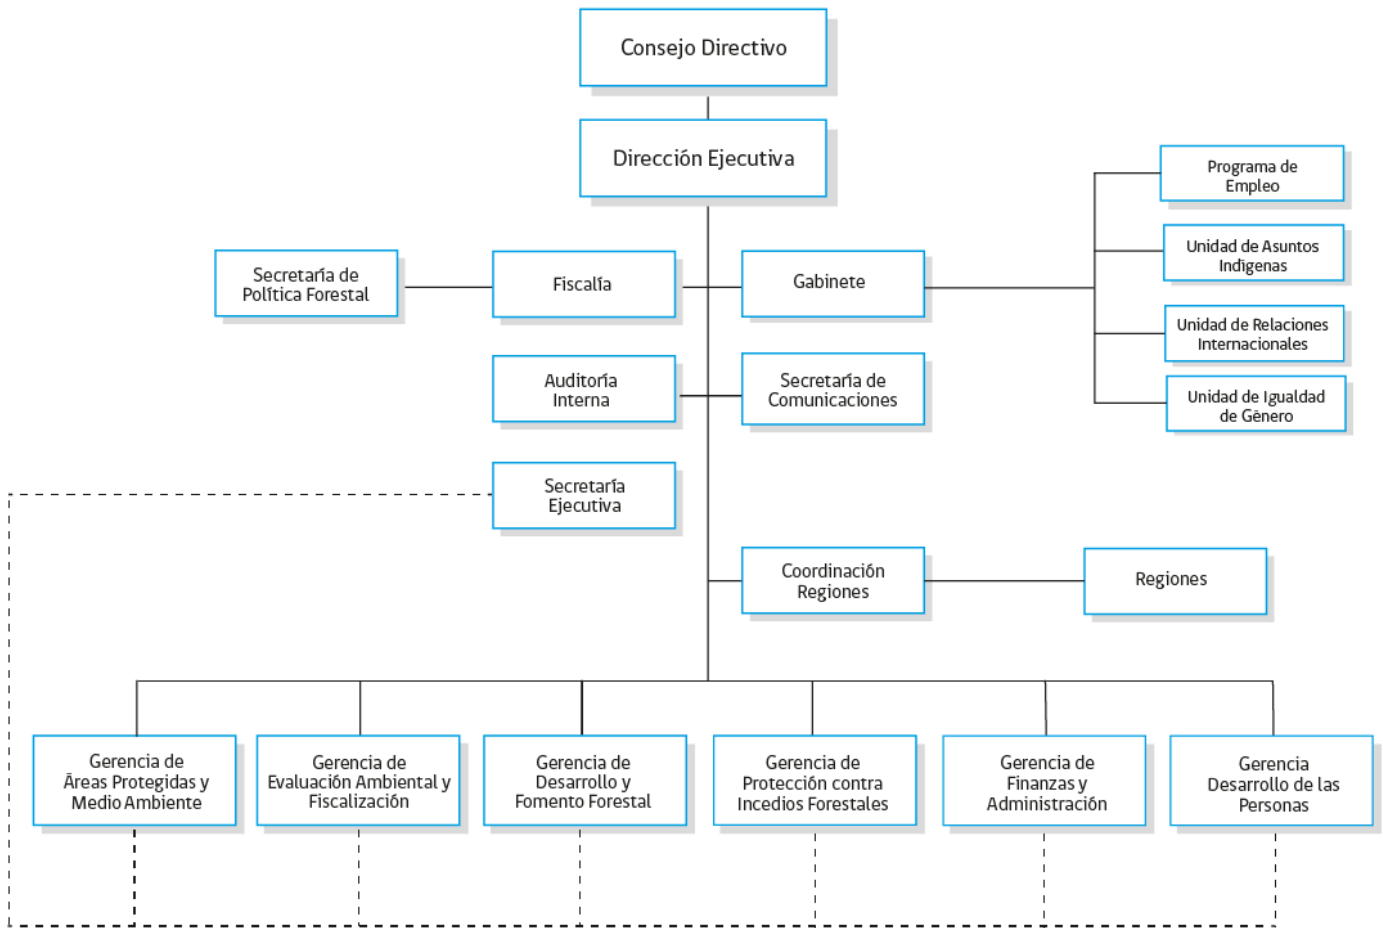 Consejo Directivo
Dirección Ejecutiva
Programa de
Empleo
Secretaría de
Política Forestal
Fiscalía
Gabinete
Unidad de Asuntos
Indígenas
Unidad de Relaciones
Internacionales
Auditoría
Interna
Secretaría de
Comunicaciones
Unidad de Igualdad
de Género
Secretaría
Ejecutiva
Coordinación
Regiones
Regiones
Gerencia de
Áreas Protegidas y
Medio Ambiente
Gerencia de
Evaluación Ambiental y
Fiscalización
Gerencia de
Desarrollo y
Fomento Forestal
Gerencia de
Protección contra
Incedios Forestales
Gerencia de
Finanzas y
Administración
Gerencia
Desarrollo de las
Personas